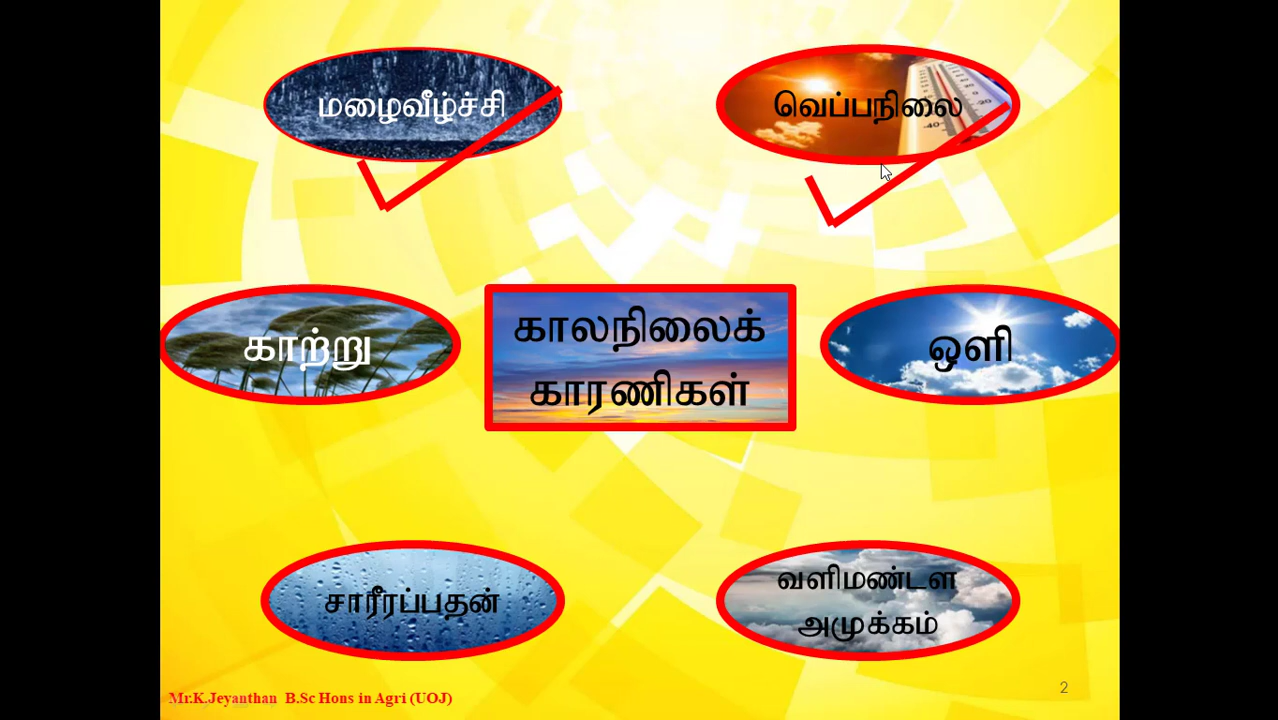 மழைவீழ்ச்சி
வெப்பநிலை
காற்று
காலநிலைக்
காரணிகள்
ஒளி
சாரீரப்பதன்
வளிமண்டள
அமுக்கம்
Mr.K.Jeyanthan B.Sc Hons in Agri (UOJ)
2